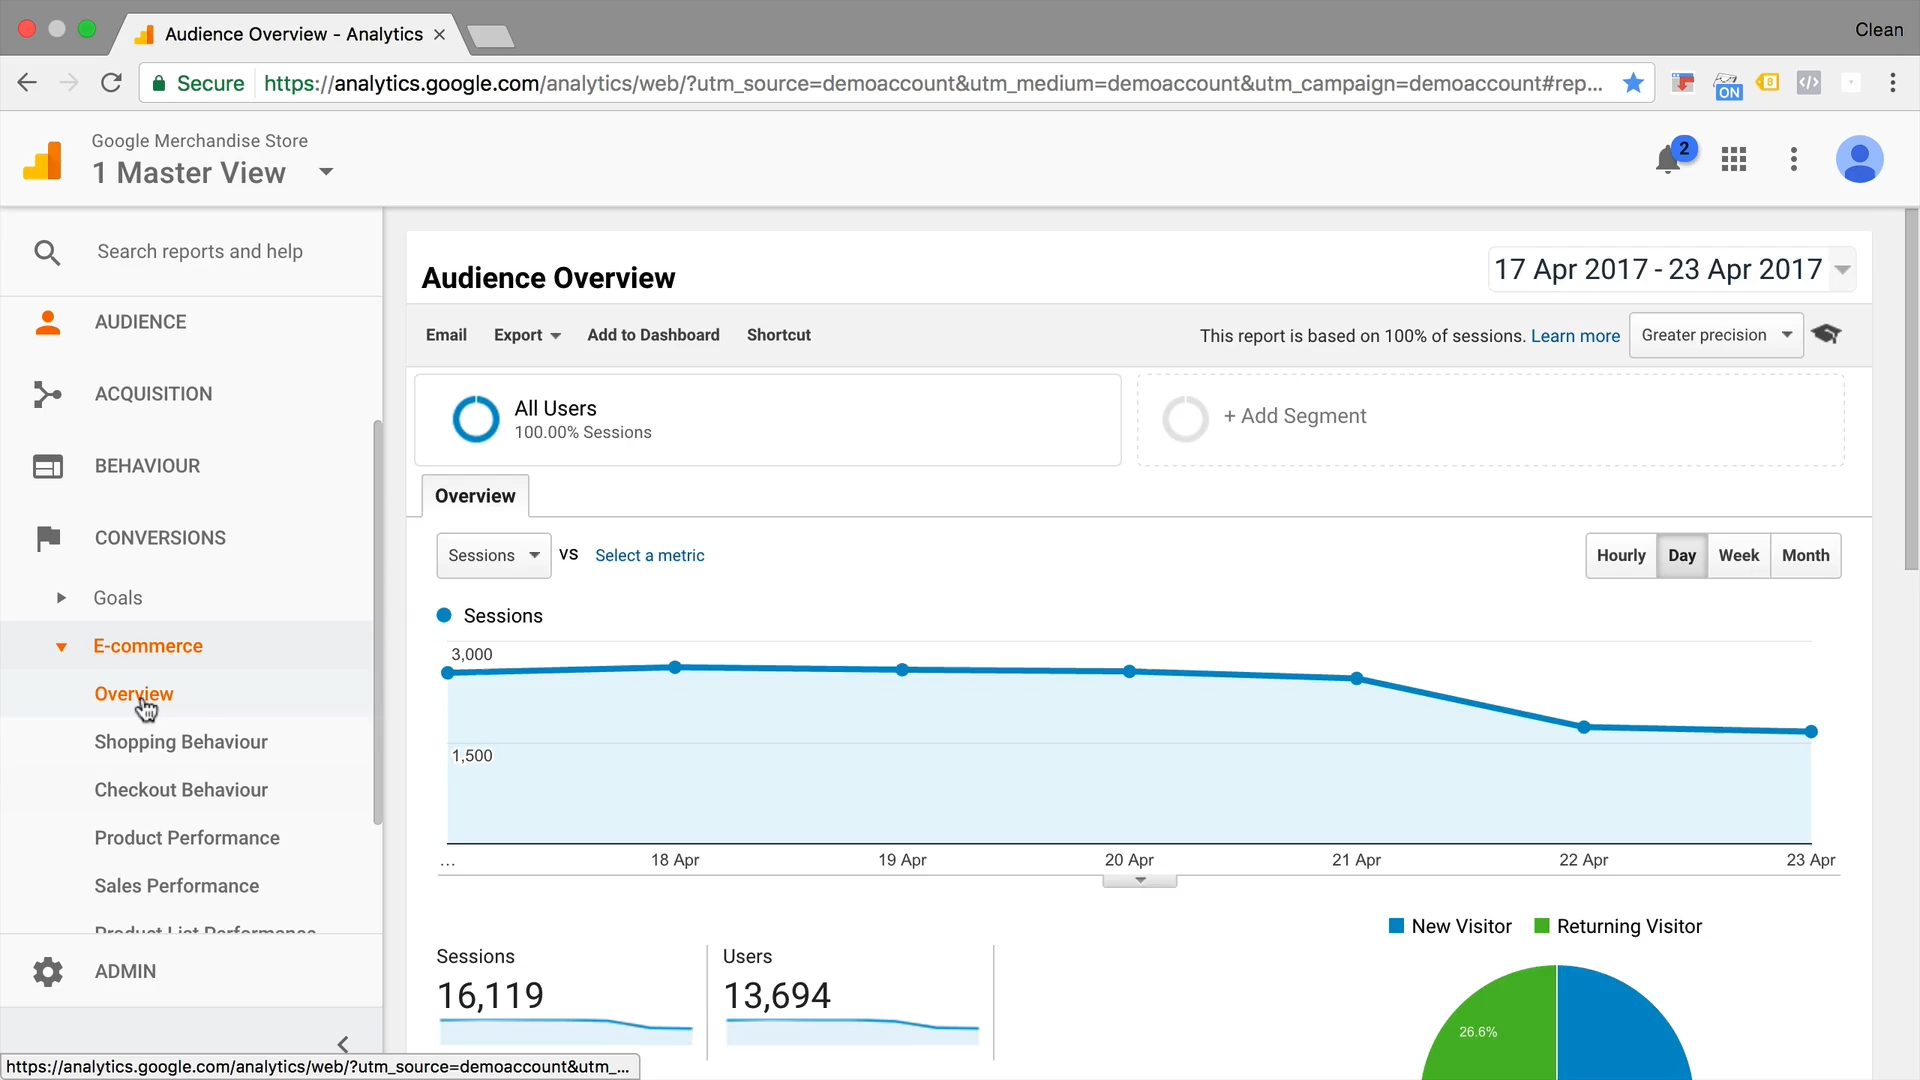 Audience Overview - Analytics
Clean
Secure https://analytics.google.com/analytics/web/?utm_source=demoaccount&utm_medium=demoaccount&utm_campaign=demoaccount#rep...
ON
8
Google Merchandise Store
1 Master View
2
Search reports and help
AUDIENCE
ACQUISITION
BEHAVIOUR
CONVERSIONS
Goals
E-commerce
Overview
Shopping Behaviour
Checkout Behaviour
Product Performance
Sales Performance
Product List Performance
ADMIN
https://analytics.google.com/analytics/web/?utm_source=demoaccount&utm_...
Audience Overview
17 Apr 2017 - 23 Apr 2017
Email Export Add to Dashboard Shortcut
This report is based on 100% of sessions. Learn more Greater precision
All Users
100.00% Sessions
+ Add Segment
Overview
Sessions VS Select a metric
Hourly Day Week Month
Sessions
3,000
1,500
... 18 Apr 19 Apr 20 Apr 21 Apr 22 Apr 23 Apr
New Visitor Returning Visitor
Sessions
16,119
Users
13,694
26.6%